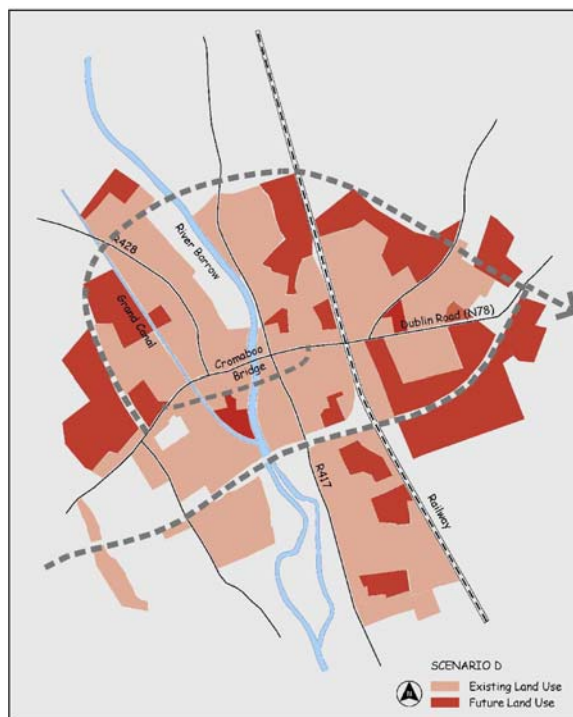 R428
River Barrow
Grand Canal
Dublin Road (N78)
Cromaboo
Bridge
R417
Railway
SCENARIO D
N
Existing Land Use
Future Land Use